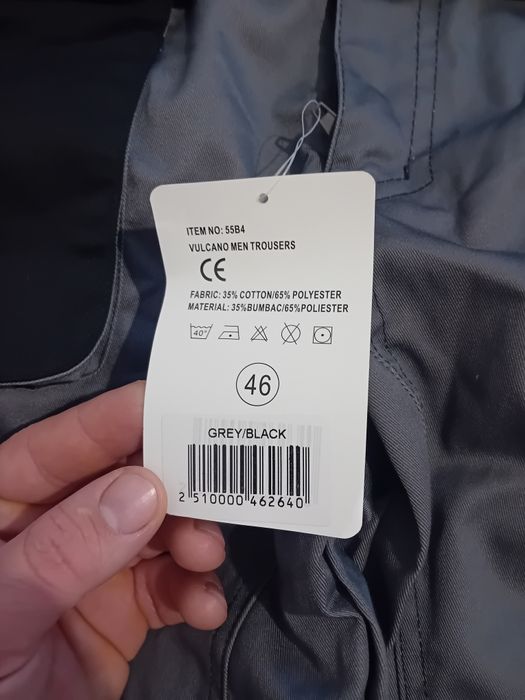 ITEM NO: 55B4
VULCANO MEN TROUSERS
CE
FABRIC: 35% COTTON/65% POLYESTER
MATERIAL: 35%BUMBAC/65%POLIESTER
40°
46
GREY/BLACK
2 510000 462640